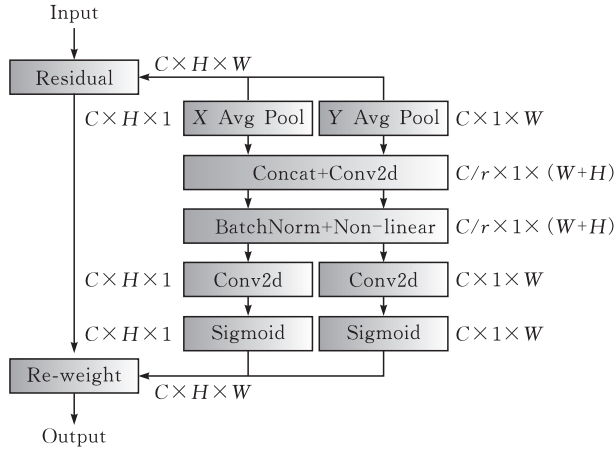 Input
Residual
C×H×W
C×H×1
X Avg Pool
Y Avg Pool
C×1×W
Concat+Conv2d
C/r×1×(W+H)
BatchNorm+Non-linear
C/r×1×(W+H)
C×H×1
Conv2d
Conv2d
C×1×W
C×H×1
Sigmoid
Sigmoid
C×1×W
Re-weight
C×H×W
Output